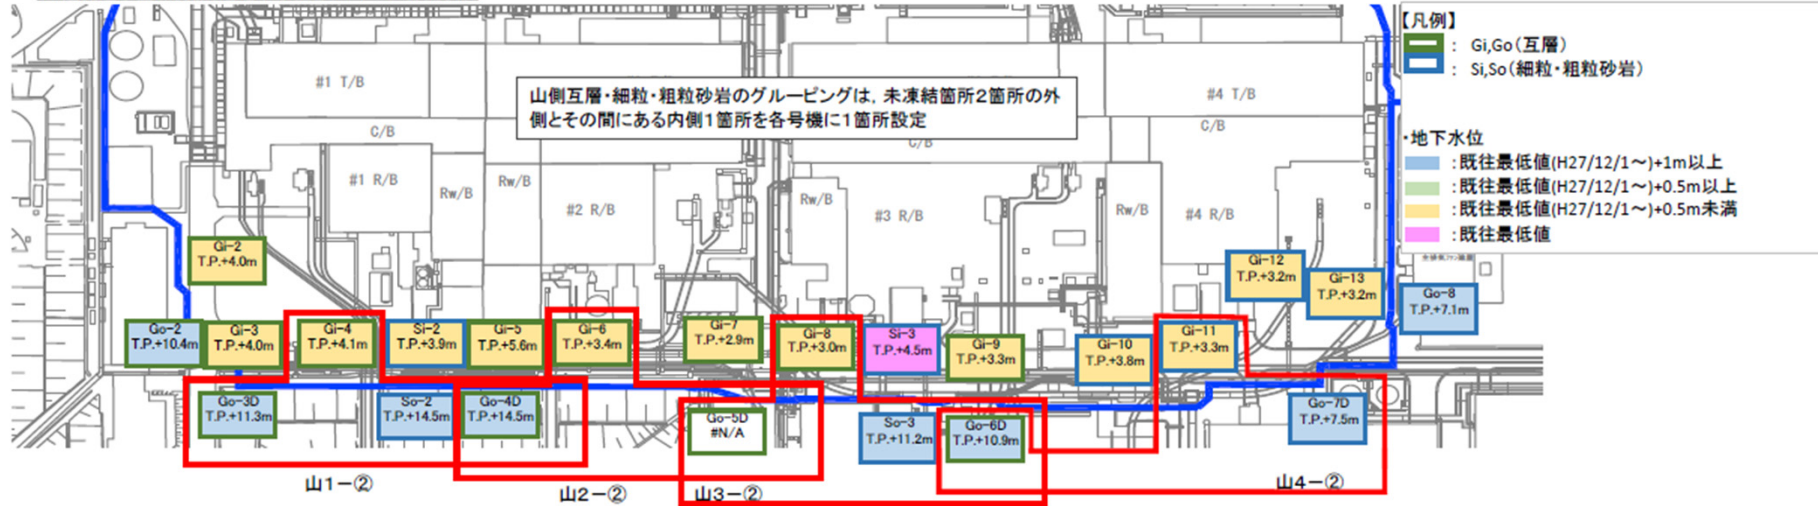 【凡例】
： Gi,Go(互層)
： Si,So(細粒・粗粒砂岩)
・地下水位
：既往最低値(H27/12/1～)+1m以上
：既往最低値(H27/12/1～)+0.5m以上
：既往最低値(H27/12/1～)+0.5m未満
：既往最低値
#1 T/B
#4 T/B
山側互層・細粒・粗粒砂岩のグルーピングは，未凍結箇所2箇所の外
側とその間にある内側1箇所を各号機に1箇所設定
C/B
C/B
C/B
#1 R/B
Rw/B
Rw/B
#2 R/B
Rw/B
#3 R/B
Rw/B
#4 R/B
Gi-2
T.P.+4.0m
Gi-12
T.P.+3.2m
Gi-13
T.P.+3.2m
Go-8
T.P.+7.1m
Go-2
T.P.+10.4m
Gi-3
T.P.+4.0m
Gi-4
T.P.+4.1m
Si-2
T.P.+3.9m
Gi-5
T.P.+5.6m
Gi-6
T.P.+3.4m
Gi-7
T.P.+2.9m
Gi-8
T.P.+3.0m
Si-3
T.P.+4.5m
Gi-9
T.P.+3.3m
Gi-10
T.P.+3.8m
Gi-11
T.P.+3.3m
Go-3D
T.P.+11.3m
So-2
T.P.+14.5m
Go-4D
T.P.+14.5m
Go-5D
#N/A
So-3
T.P.+11.2m
Go-6D
T.P.+10.9m
Go-7D
T.P.+7.5m
山1－②
山2－②
山3－②
山4－②